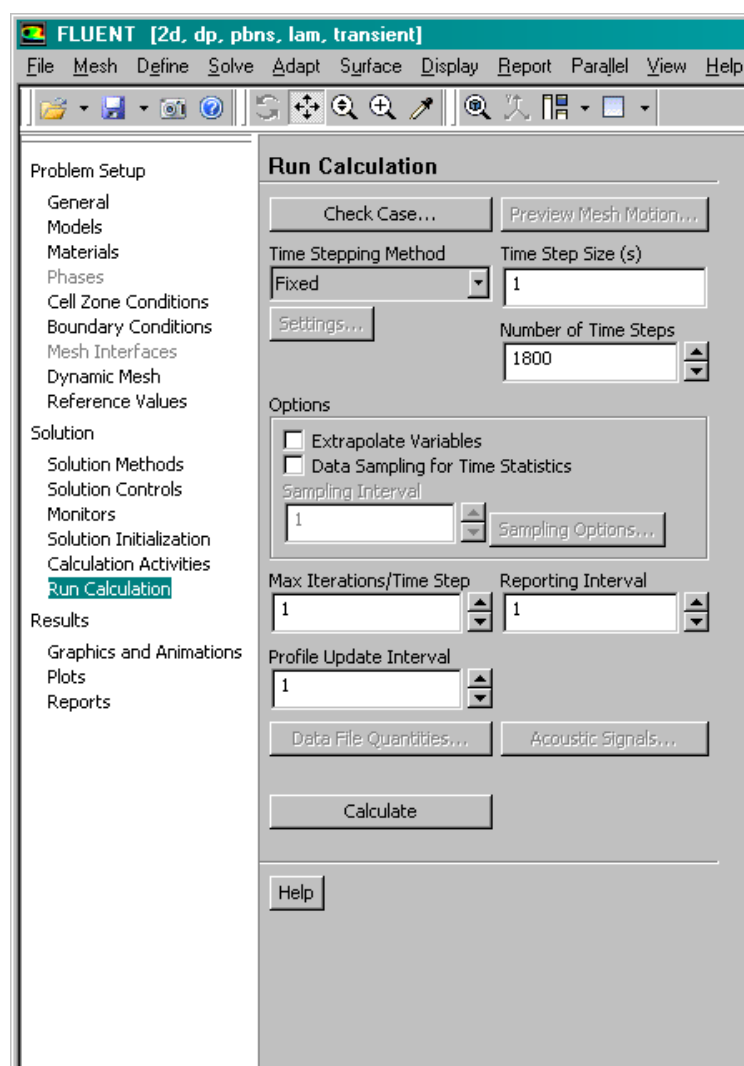 FLUENT [2d, dp, pbns, lam, transient]
File Mesh Define Solve Adapt Surface Display Report Parallel View Help
Problem Setup
General
Models
Materials
Phases
Cell Zone Conditions
Boundary Conditions
Mesh Interfaces
Dynamic Mesh
Reference Values
Solution
Solution Methods
Solution Controls
Monitors
Solution Initialization
Calculation Activities
Run Calculation
Results
Graphics and Animations
Plots
Reports
Run Calculation
Check Case... Preview Mesh Motion...
Time Stepping Method Time Step Size (s)
Fixed 1
Settings... Number of Time Steps
1800
Options
Extrapolate Variables
Data Sampling for Time Statistics
Sampling Interval
1 Sampling Options...
Max Iterations/Time Step Reporting Interval
1 1
Profile Update Interval
1
Data File Quantities... Acoustic Signals...
Calculate
Help